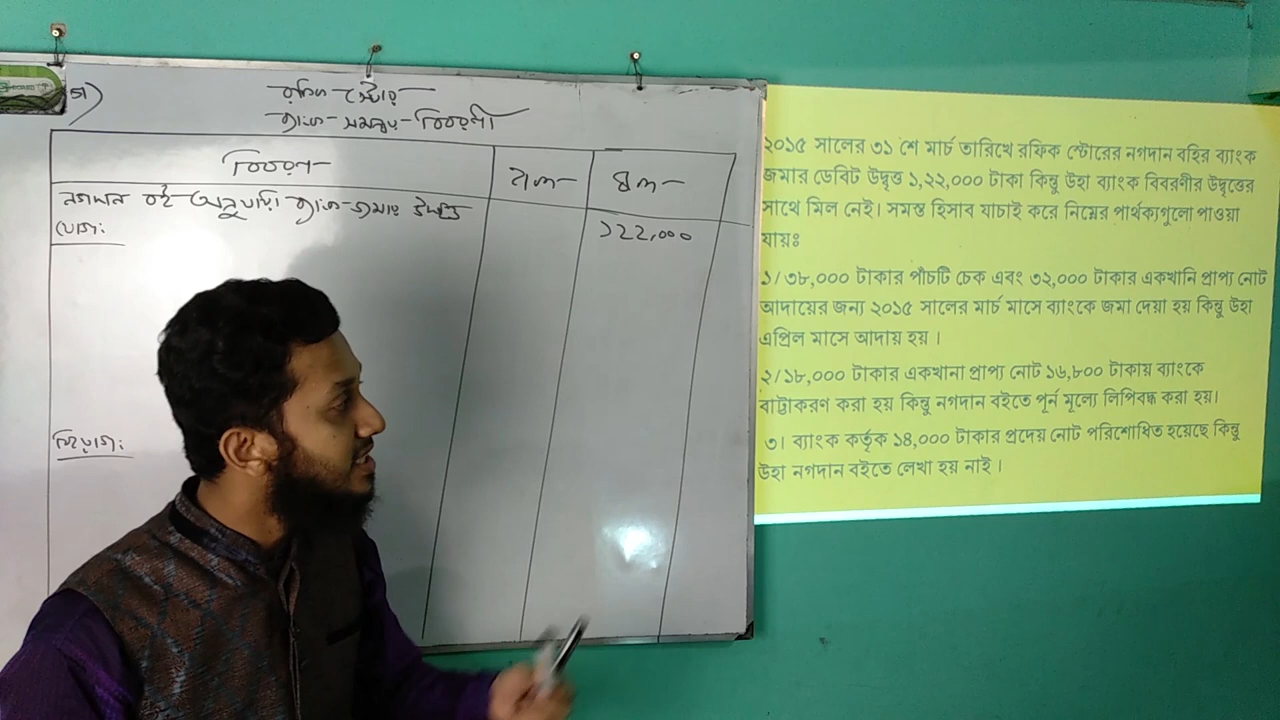 রফিক স্টোর
ব্যাংক সমন্বয় বিবরণী
বিবরণ
টাকা
টাকা
নগদান বই অনুযায়ী ব্যাংক জমার উদ্বৃত্ত
১২২,০০০
যোগ:
বিয়োগ:
২০১৫ সালের ৩১ শে মার্চ তারিখে রফিক স্টোরের নগদান বহির ব্যাংক
জমার ডেবিট উদ্বৃত্ত ১,২২,০০০ টাকা কিন্তু উহা ব্যাংক বিবরণীর উদ্বৃত্তের
সাথে মিল নেই। সমস্ত হিসাব যাচাই করে নিম্নের পার্থক্যগুলো পাওয়া
যায়ঃ
১/৩৮,০০০ টাকার পাঁচটি চেক এবং ৩২,০০০ টাকার একখানি প্রাপ্য নোট
আদায়ের জন্য ২০১৫ সালের মার্চ মাসে ব্যাংকে জমা দেয়া হয় কিন্তু উহা
এপ্রিল মাসে আদায় হয় ।
২/১৮,০০০ টাকার একখানা প্রাপ্য নোট ১৬,৮০০ টাকায় ব্যাংকে
বাট্টাকরণ করা হয় কিন্তু নগদান বইতে পূর্ন মূল্যে লিপিবদ্ধ করা হয়।
৩। ব্যাংক কর্তৃক ১৪,০০০ টাকার প্রদেয় নোট পরিশোধিত হয়েছে কিন্তু
উহা নগদান বইতে লেখা হয় নাই ।